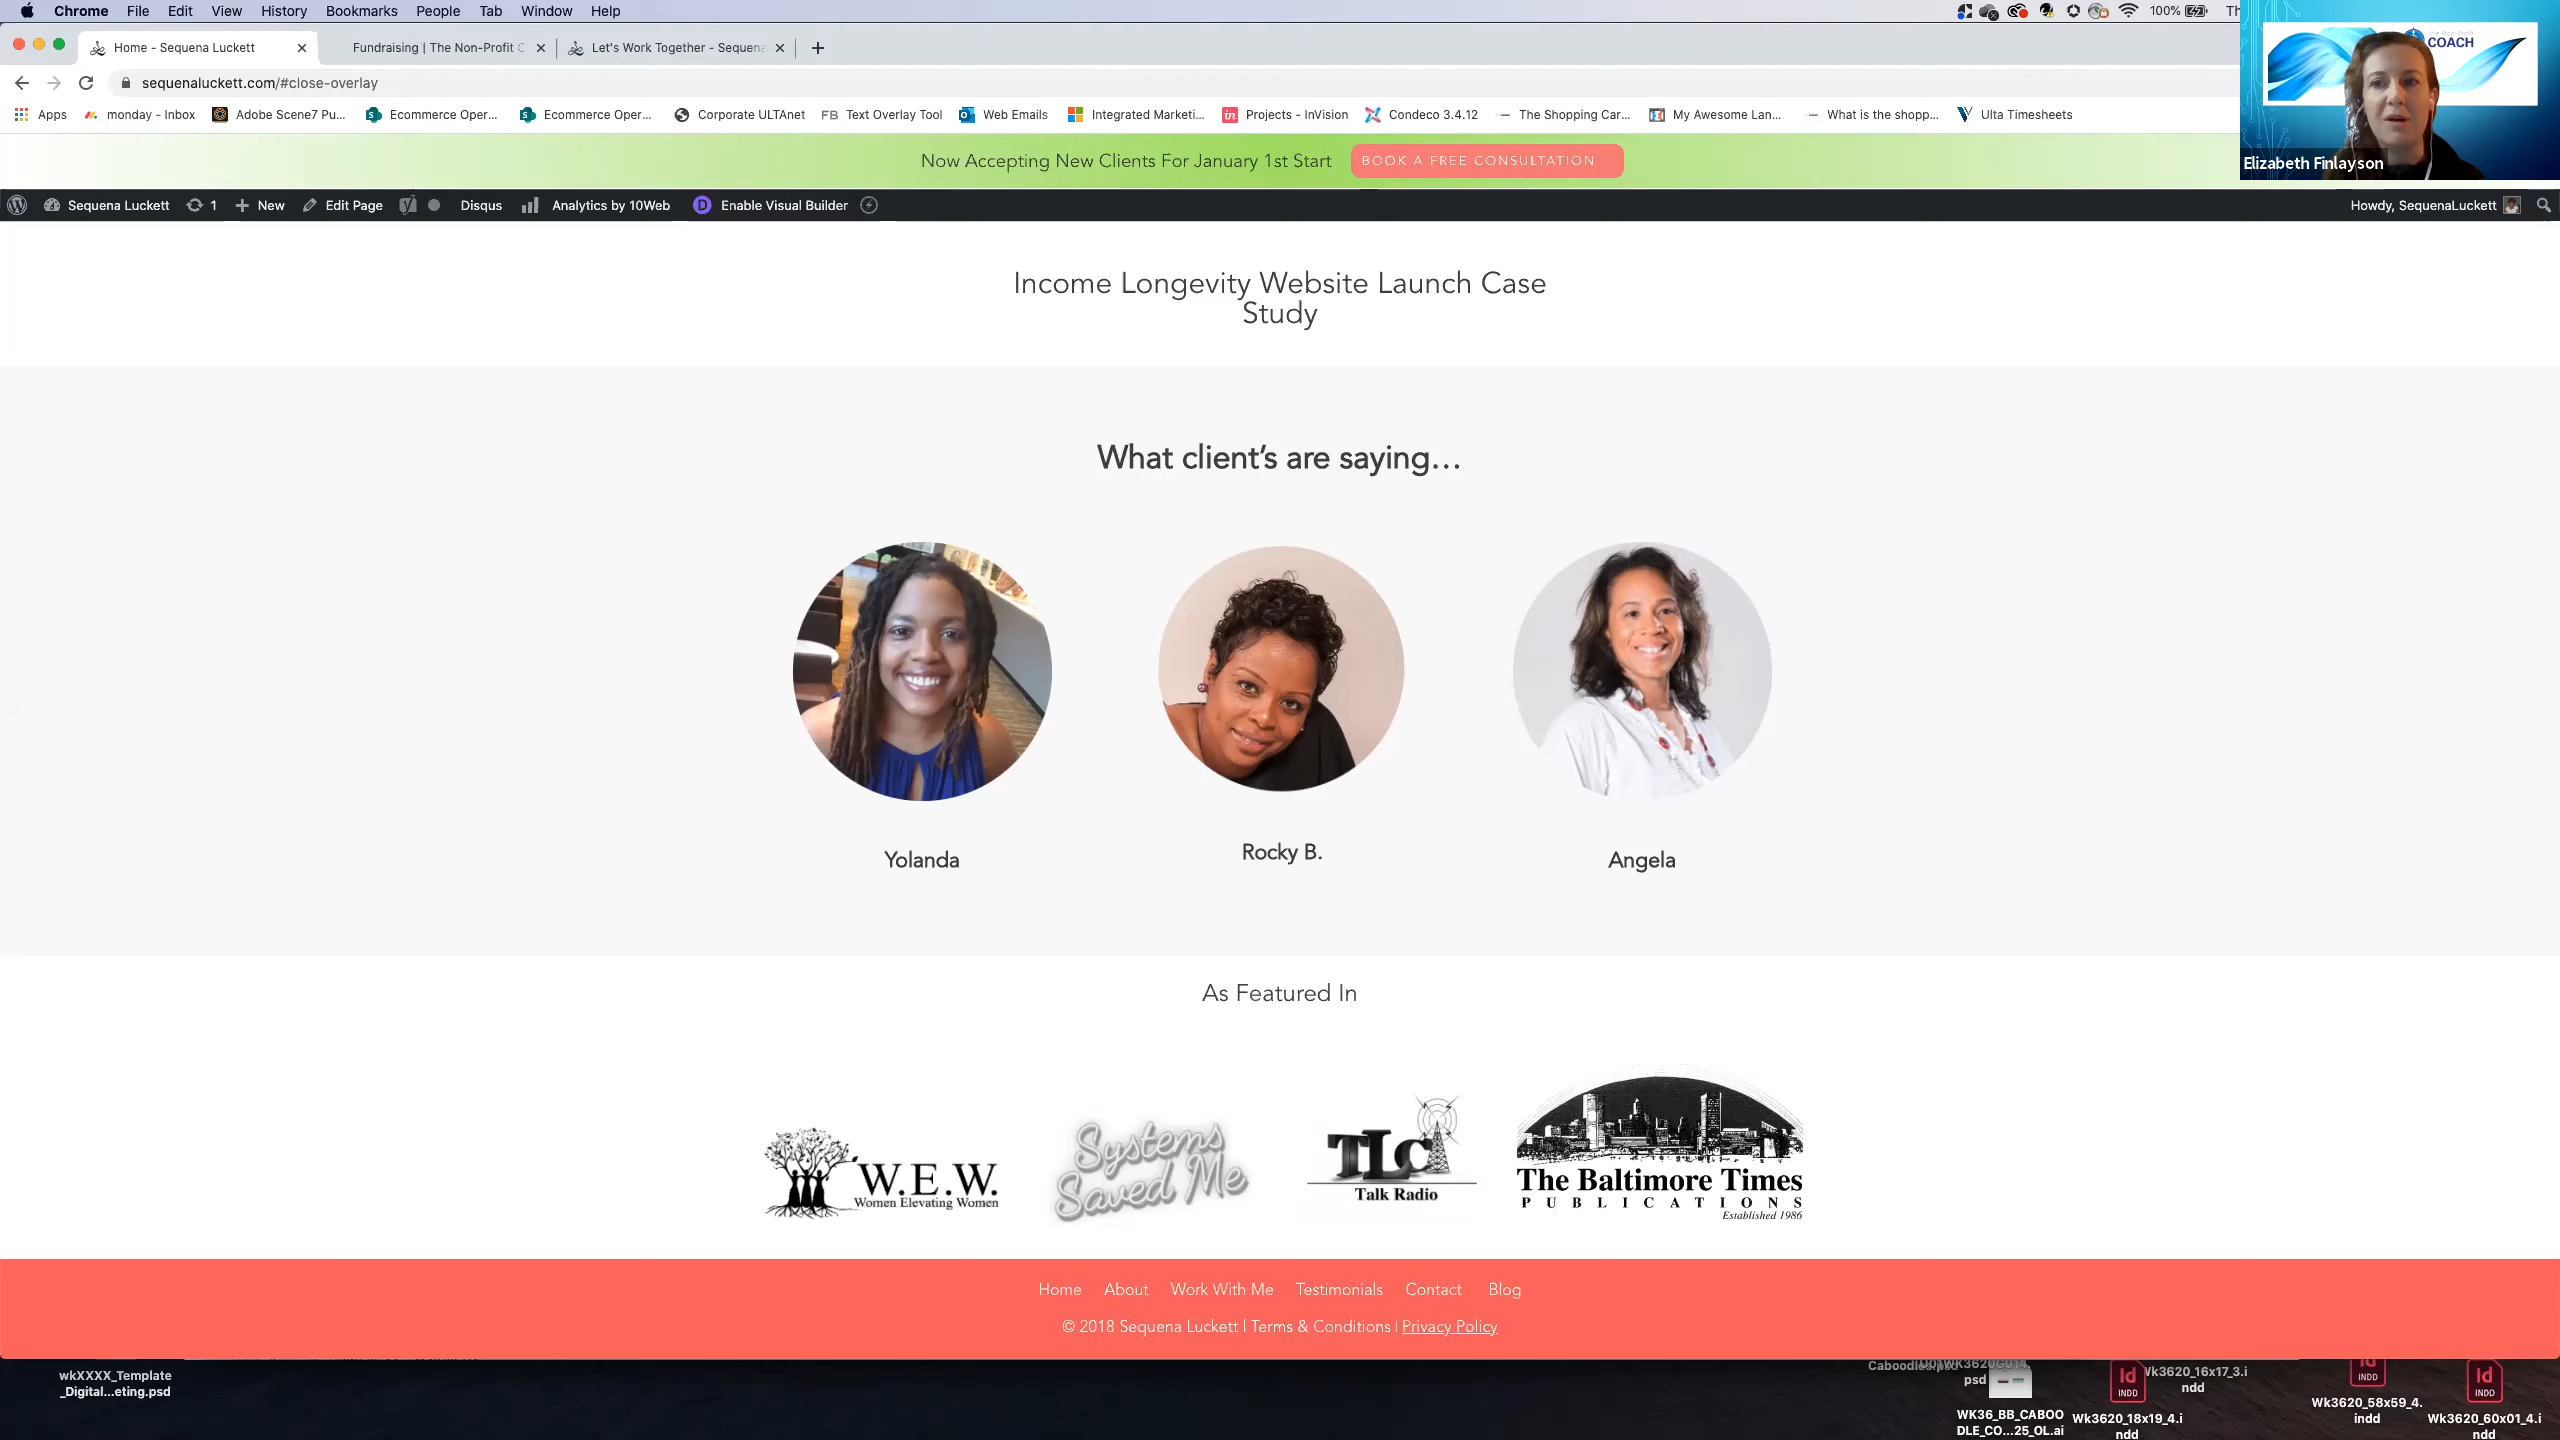 Chrome File Edit View History Bookmarks People Tab Window Help
100%
Home - Sequena Luckett
Fundraising | The Non-Profit C
Let's Work Together - Sequena
sequenaluckett.com/#close-overlay
Apps
monday - Inbox
Adobe Scene7 Pu...
Ecommerce Oper...
Ecommerce Oper...
Corporate ULTAnet
FB Text Overlay Tool
Web Emails
Integrated Marketi...
Projects - InVision
Condeco 3.4.12
The Shopping Car...
My Awesome Lan...
What is the shopp...
Ulta Timesheets
COACH
Elizabeth Finlayson
Now Accepting New Clients For January 1st Start
BOOK A FREE CONSULTATION
Sequena Luckett 1 New Edit Page Disqus Analytics by 10Web Enable Visual Builder
Howdy, SequenaLuckett
Income Longevity Website Launch Case
Study
What client's are saying...
Yolanda
Rocky B.
Angela
As Featured In
W.E.W.
Women Elevating Women
Systems
Saved Me
TLC
Talk Radio
The Baltimore Times
PUBLICATIONS
Established 1986
Home About Work With Me Testimonials Contact Blog
© 2018 Sequena Luckett | Terms & Conditions | Privacy Policy
wkXXXX_Template
_Digital...eting.psd
psd
WK36_BB_CABOO
DLE_CO...25_OL.ai
Wk3620_18x19_4.i
ndd
Wk3620_16x17_3.i
ndd
Wk3620_58x59_4.
indd
Wk3620_60x01_4.i
ndd